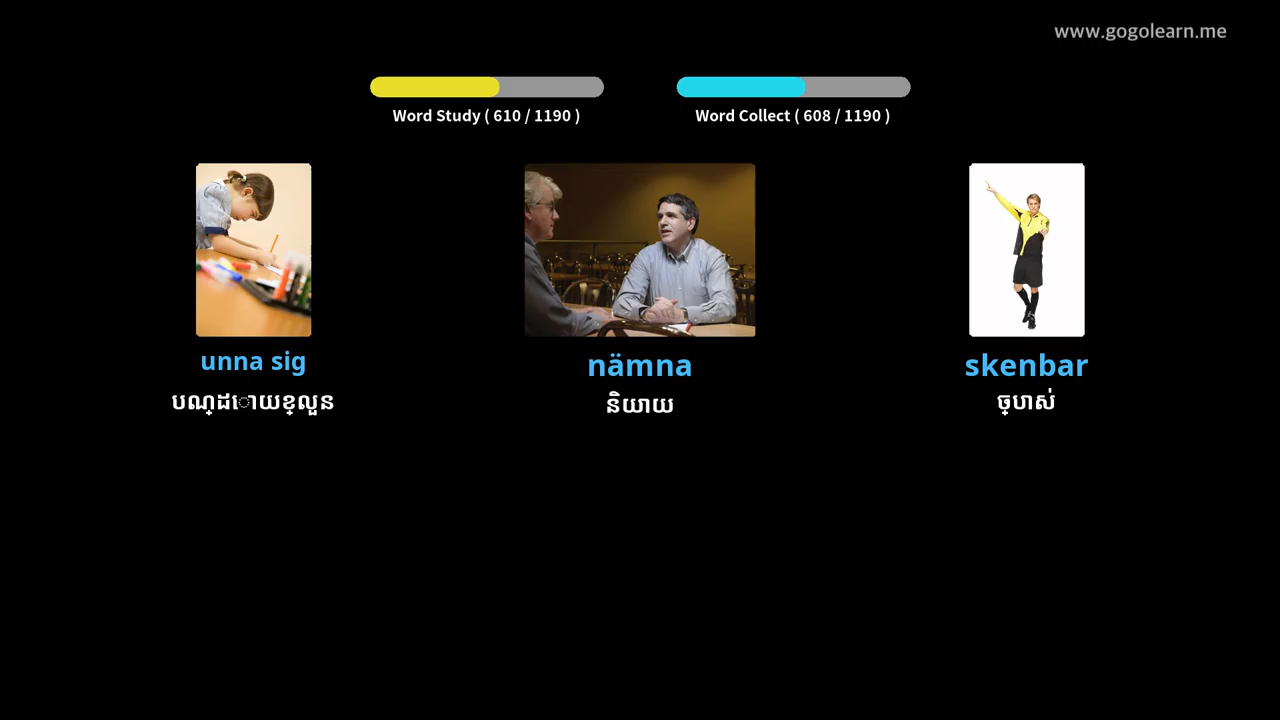 www.gogolearn.me
Word Study ( 610 / 1190 )
Word Collect ( 608 / 1190 )
unna sig
nämna
skenbar
បណ្ដោយខ្លួន
និយាយ
ច្បាស់